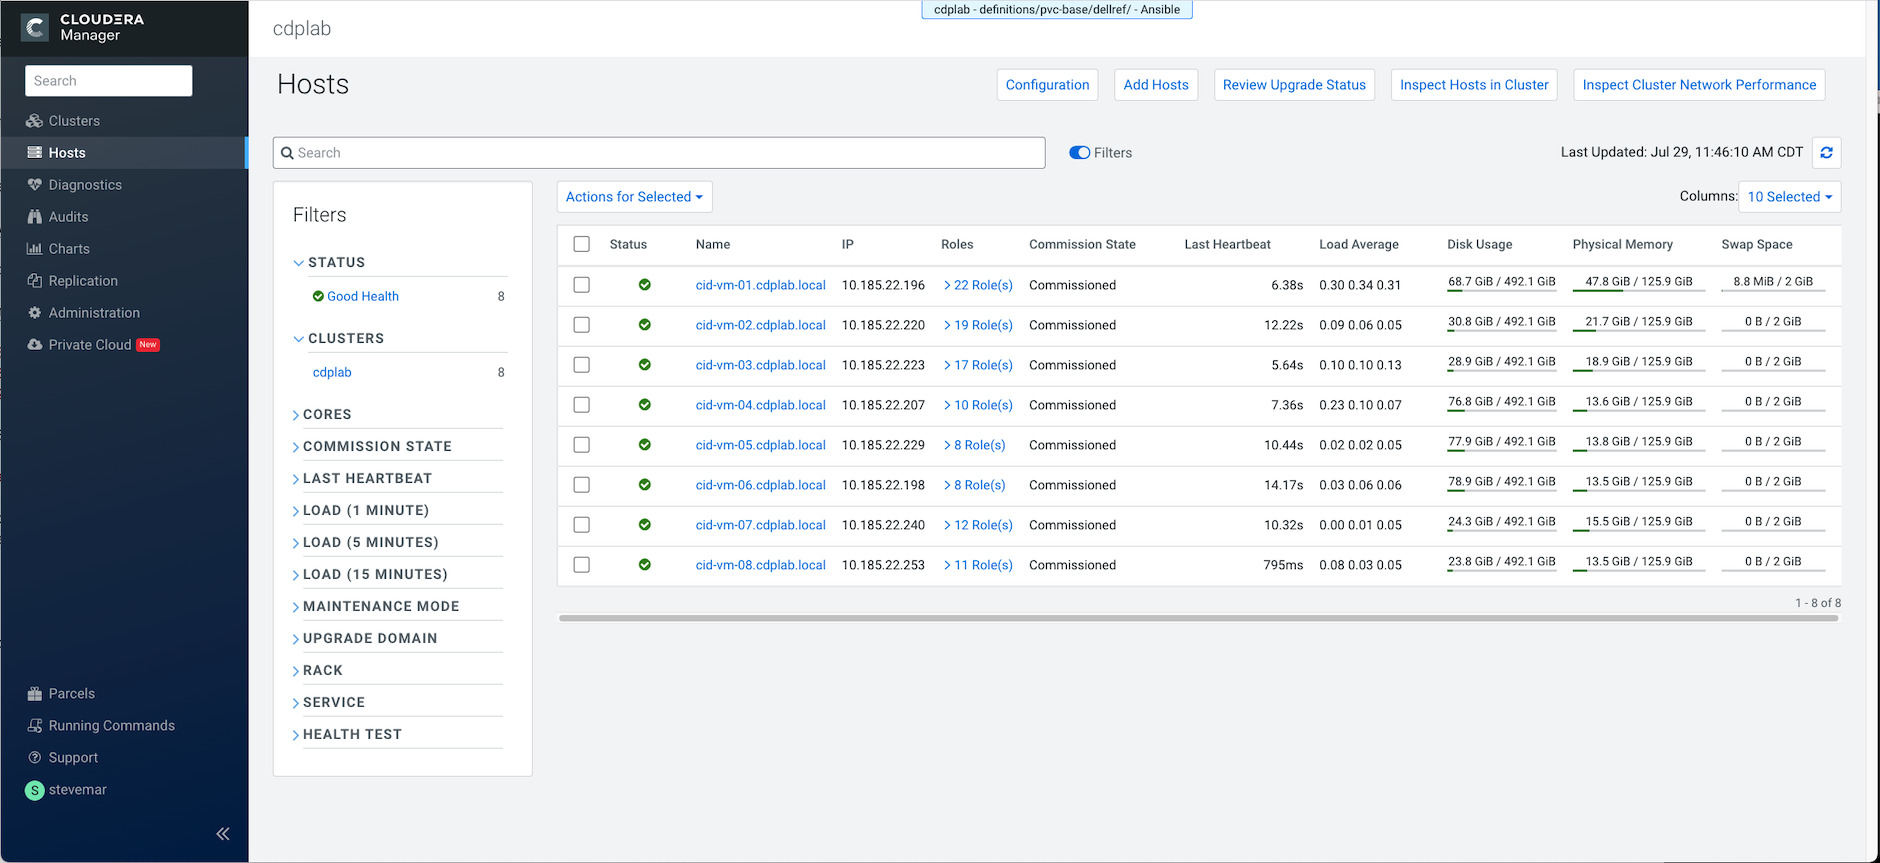 CLOUDERA
Manager
Search
Clusters
Hosts
Diagnostics
Audits
Charts
Replication
Administration
Private Cloud New
Parcels
Running Commands
Support
S stevemar
cdplab - definitions/pvc-base/dellref/ - Ansible
cdplab
Hosts
Configuration
Add Hosts
Review Upgrade Status
Inspect Hosts in Cluster
Inspect Cluster Network Performance
Search
Filters
Last Updated: Jul 29, 11:46:10 AM CDT
Filters
STATUS
Good Health 8
CLUSTERS
cdplab 8
CORES
COMMISSION STATE
LAST HEARTBEAT
LOAD (1 MINUTE)
LOAD (5 MINUTES)
LOAD (15 MINUTES)
MAINTENANCE MODE
UPGRADE DOMAIN
RACK
SERVICE
HEALTH TEST
Actions for Selected
Columns: 10 Selected
Status Name IP Roles Commission State Last Heartbeat Load Average Disk Usage Physical Memory Swap Space
cid-vm-01.cdplab.local 10.185.22.196 > 22 Role(s) Commissioned 6.38s 0.30 0.34 0.31 68.7 GiB / 492.1 GiB 47.8 GiB / 125.9 GiB 8.8 MiB / 2 GiB
cid-vm-02.cdplab.local 10.185.22.220 > 19 Role(s) Commissioned 12.22s 0.09 0.06 0.05 30.8 GiB / 492.1 GiB 21.7 GiB / 125.9 GiB 0 B / 2 GiB
cid-vm-03.cdplab.local 10.185.22.223 > 17 Role(s) Commissioned 5.64s 0.10 0.10 0.13 28.9 GiB / 492.1 GiB 18.9 GiB / 125.9 GiB 0 B / 2 GiB
cid-vm-04.cdplab.local 10.185.22.207 > 10 Role(s) Commissioned 7.36s 0.23 0.10 0.07 76.8 GiB / 492.1 GiB 13.6 GiB / 125.9 GiB 0 B / 2 GiB
cid-vm-05.cdplab.local 10.185.22.229 > 8 Role(s) Commissioned 10.44s 0.02 0.02 0.05 77.9 GiB / 492.1 GiB 13.8 GiB / 125.9 GiB 0 B / 2 GiB
cid-vm-06.cdplab.local 10.185.22.198 > 8 Role(s) Commissioned 14.17s 0.03 0.06 0.06 78.9 GiB / 492.1 GiB 13.5 GiB / 125.9 GiB 0 B / 2 GiB
cid-vm-07.cdplab.local 10.185.22.240 > 12 Role(s) Commissioned 10.32s 0.00 0.01 0.05 24.3 GiB / 492.1 GiB 15.5 GiB / 125.9 GiB 0 B / 2 GiB
cid-vm-08.cdplab.local 10.185.22.253 > 11 Role(s) Commissioned 795ms 0.08 0.03 0.05 23.8 GiB / 492.1 GiB 13.5 GiB / 125.9 GiB 0 B / 2 GiB
1 - 8 of 8